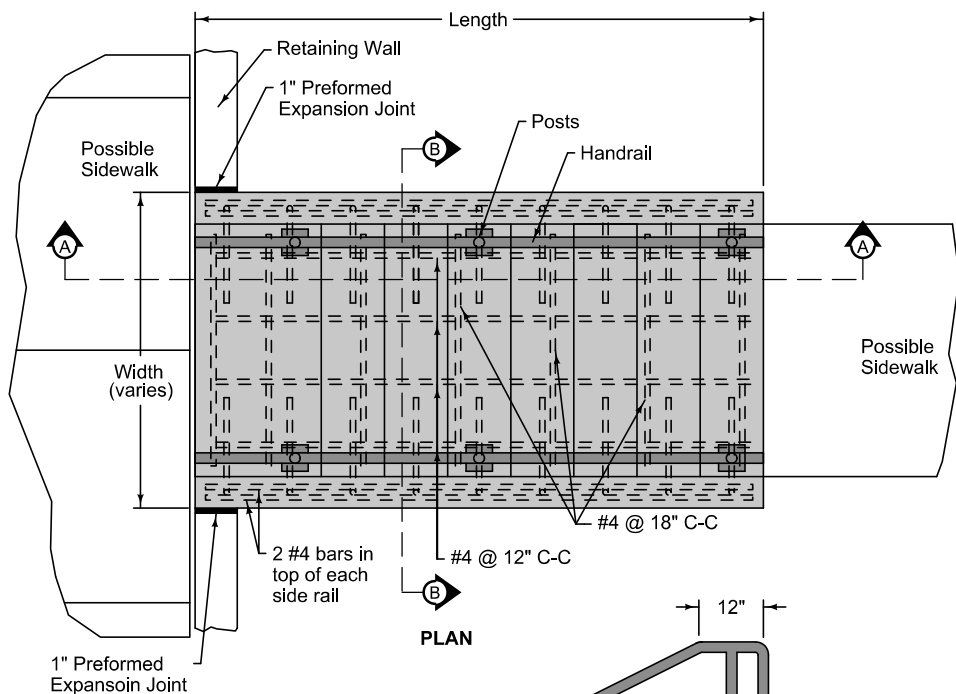 Length
Retaining Wall
1" Preformed
Expansion Joint
Posts
Handrail
B
Possible
Sidewalk
A
A
Width
(varies)
Possible
Sidewalk
#4 @ 18" C-C
#4 @ 12" C-C
2 #4 bars in
top of each
side rail
B
PLAN
12"
1" Preformed
Expansoin Joint